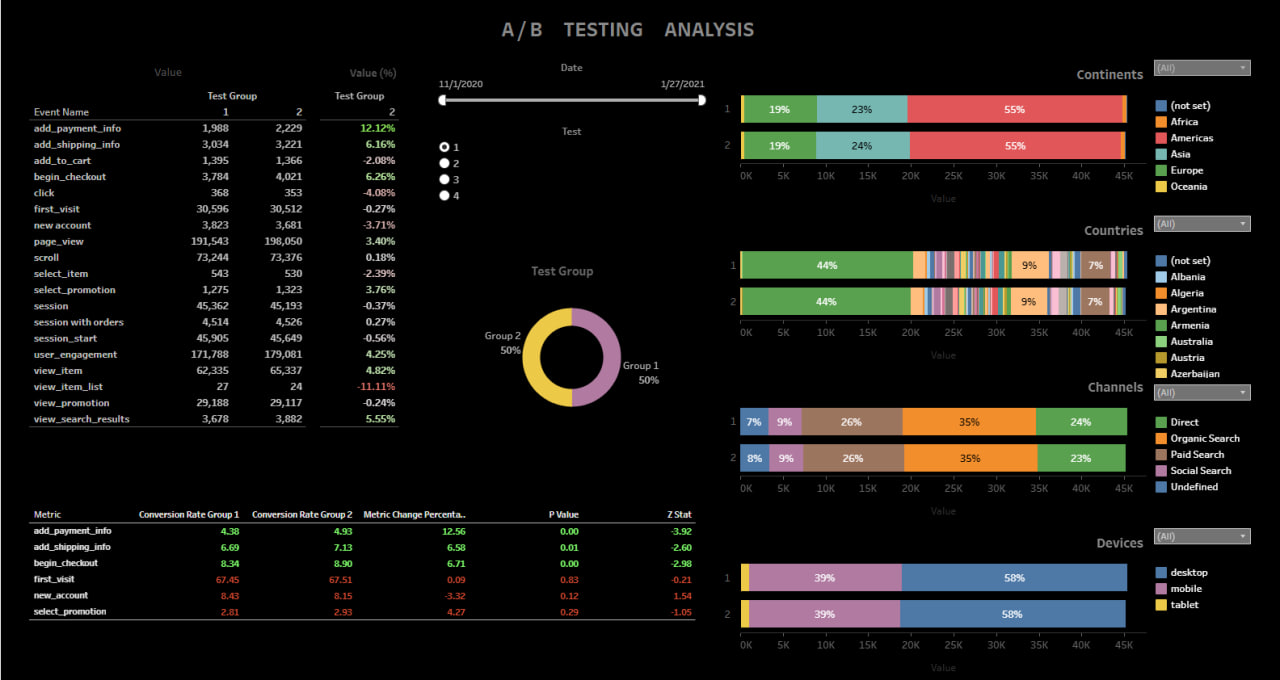 A / B TESTING ANALYSIS
Value Value (%)
Test Group Test Group
Event Name 1 2 2
add_payment_info 1,988 2,229 12.12%
add_shipping_info 3,034 3,221 6.16%
add_to_cart 1,395 1,366 -2.08%
begin_checkout 3,784 4,021 6.26%
click 368 353 -4.08%
first_visit 30,596 30,512 -0.27%
new account 3,823 3,681 -3.71%
page_view 191,543 198,050 3.40%
scroll 73,244 73,376 0.18%
select_item 543 530 -2.39%
select_promotion 1,275 1,323 3.76%
session 45,362 45,193 -0.37%
session with orders 4,514 4,526 0.27%
session_start 45,905 45,649 -0.56%
user_engagement 171,788 179,081 4.25%
view_item 62,335 65,337 4.82%
view_item_list 27 24 -11.11%
view_promotion 29,188 29,117 -0.24%
view_search_results 3,678 3,882 5.55%
Date
11/1/2020 1/27/2021
Test
1
2
3
4
Test Group
Group 2
50%
Group 1
50%
Metric Conversion Rate Group 1 Conversion Rate Group 2 Metric Change Percenta.. P Value Z Stat
add_payment_info 4.38 4.93 12.56 0.00 -3.92
add_shipping_info 6.69 7.13 6.58 0.01 -2.60
begin_checkout 8.34 8.90 6.71 0.00 -2.98
first_visit 67.45 67.51 0.09 0.83 -0.21
new_account 8.43 8.15 -3.32 0.12 1.54
select_promotion 2.81 2.93 4.27 0.29 -1.05
Continents
(All)
1 19% 23% 55%
2 19% 24% 55%
0K 5K 10K 15K 20K 25K 30K 35K 40K 45K
Value
(not set)
Africa
Americas
Asia
Europe
Oceania
Countries
(All)
1 44% 9% 7%
2 44% 9% 7%
0K 5K 10K 15K 20K 25K 30K 35K 40K 45K
Value
(not set)
Albania
Algeria
Argentina
Armenia
Australia
Austria
Azerbaijan
Channels
(All)
1 7% 9% 26% 35% 24%
2 8% 9% 26% 35% 23%
0K 5K 10K 15K 20K 25K 30K 35K 40K 45K
Value
Direct
Organic Search
Paid Search
Social Search
Undefined
Devices
(All)
1 39% 58%
2 39% 58%
0K 5K 10K 15K 20K 25K 30K 35K 40K 45K
Value
desktop
mobile
tablet